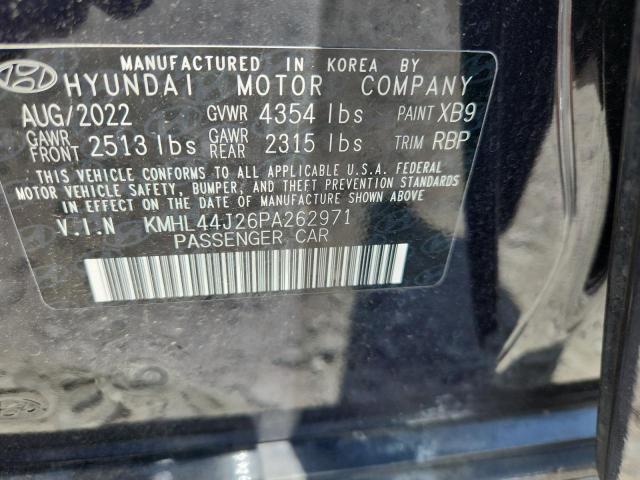 MANUFACTURED IN KOREA BY
HYUNDAI MOTOR COMPANY
AUG/2022 GVWR 4354 lbs PAINT XB9
GAWR FRONT 2513 lbs GAWR REAR 2315 lbs TRIM RBP
THIS VEHICLE CONFORMS TO ALL APPLICABLE U.S.A. FEDERAL
MOTOR VEHICLE SAFETY, BUMPER, AND THEFT PREVENTION STANDARDS
IN EFFECT ON THE DATE OF MANUFACTURE SHOWN ABOVE
V.I.N KMHL44J26PA262971
PASSENGER CAR